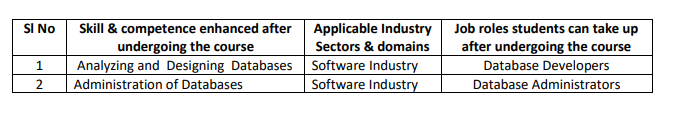 Sl No Skill & competence enhanced after undergoing the course Applicable Industry Sectors & domains Job roles students can take up after undergoing the course
1 Analyzing and Designing Databases Software Industry Database Developers
2 Administration of Databases Software Industry Database Administrators